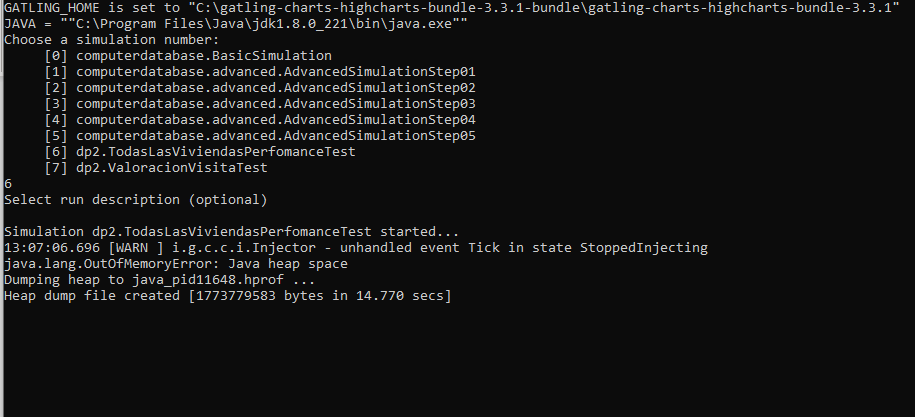 GATLING_HOME is set to "C:\gatling-charts-highcharts-bundle-3.3.1-bundle\gatling-charts-highcharts-bundle-3.3.1"
JAVA = ""C:\Program Files\Java\jdk1.8.0_221\bin\java.exe""
Choose a simulation number:
     [0] computerdatabase.BasicSimulation
     [1] computerdatabase.advanced.AdvancedSimulationStep01
     [2] computerdatabase.advanced.AdvancedSimulationStep02
     [3] computerdatabase.advanced.AdvancedSimulationStep03
     [4] computerdatabase.advanced.AdvancedSimulationStep04
     [5] computerdatabase.advanced.AdvancedSimulationStep05
     [6] dp2.TodasLasViviendasPerfomanceTest
     [7] dp2.ValoracionVisitaTest
6
Select run description (optional)

Simulation dp2.TodasLasViviendasPerfomanceTest started...
13:07:06.696 [WARN ] i.g.c.c.i.Injector - unhandled event Tick in state StoppedInjecting
java.lang.OutOfMemoryError: Java heap space
Dumping heap to java_pid11648.hprof ...
Heap dump file created [1773779583 bytes in 14.770 secs]